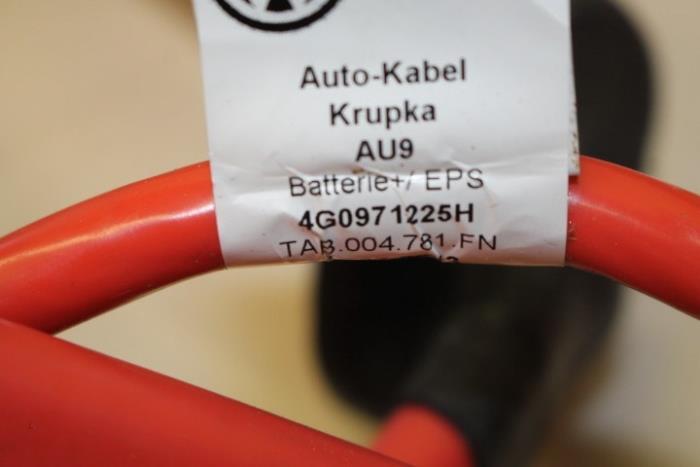 Auto-Kabel
Krupka
AU9
Batterie+/ EPS
4G0971225H
TAB.004.781.FN